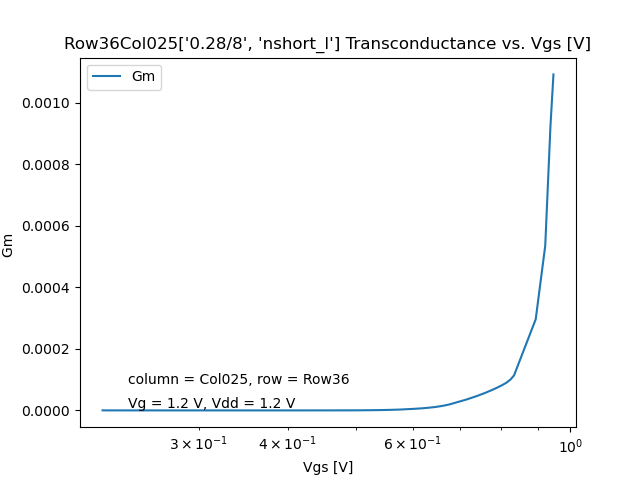 Row36Col025['0.28/8', 'nshort_l'] Transconductance vs. Vgs [V]
Gm
0.0010
0.0008
0.0006
0.0004
0.0002
0.0000
Gm
column = Col025, row = Row36
Vg = 1.2 V, Vdd = 1.2 V
3 × 10⁻¹
4 × 10⁻¹
6 × 10⁻¹
10⁰
Vgs [V]